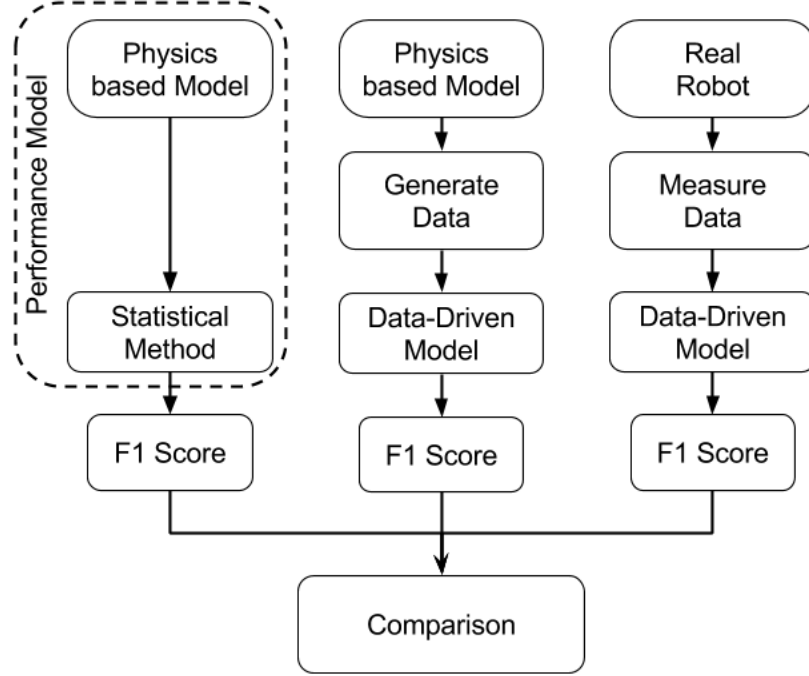 Performance Model
Physics
based Model
Statistical
Method
F1 Score
Physics
based Model
Generate
Data
Data-Driven
Model
F1 Score
Real
Robot
Measure
Data
Data-Driven
Model
F1 Score
Comparison